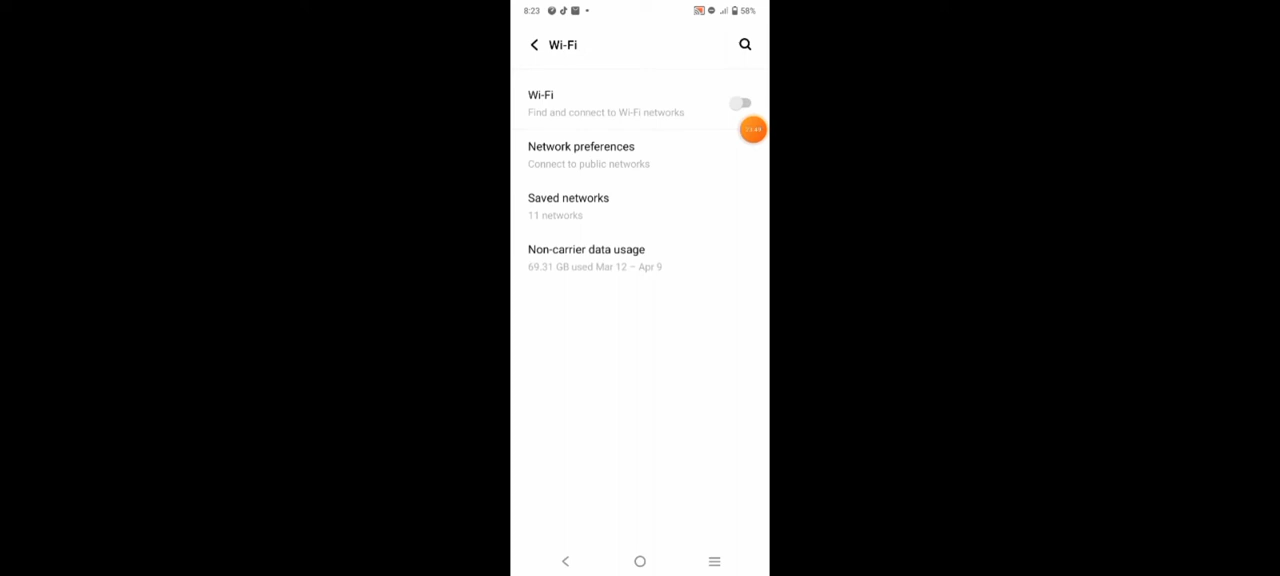 8:23 58%
Wi-Fi
Wi-Fi
Find and connect to Wi-Fi networks
Network preferences
Connect to public networks
Saved networks
11 networks
Non-carrier data usage
69.31 GB used Mar 12 – Apr 9